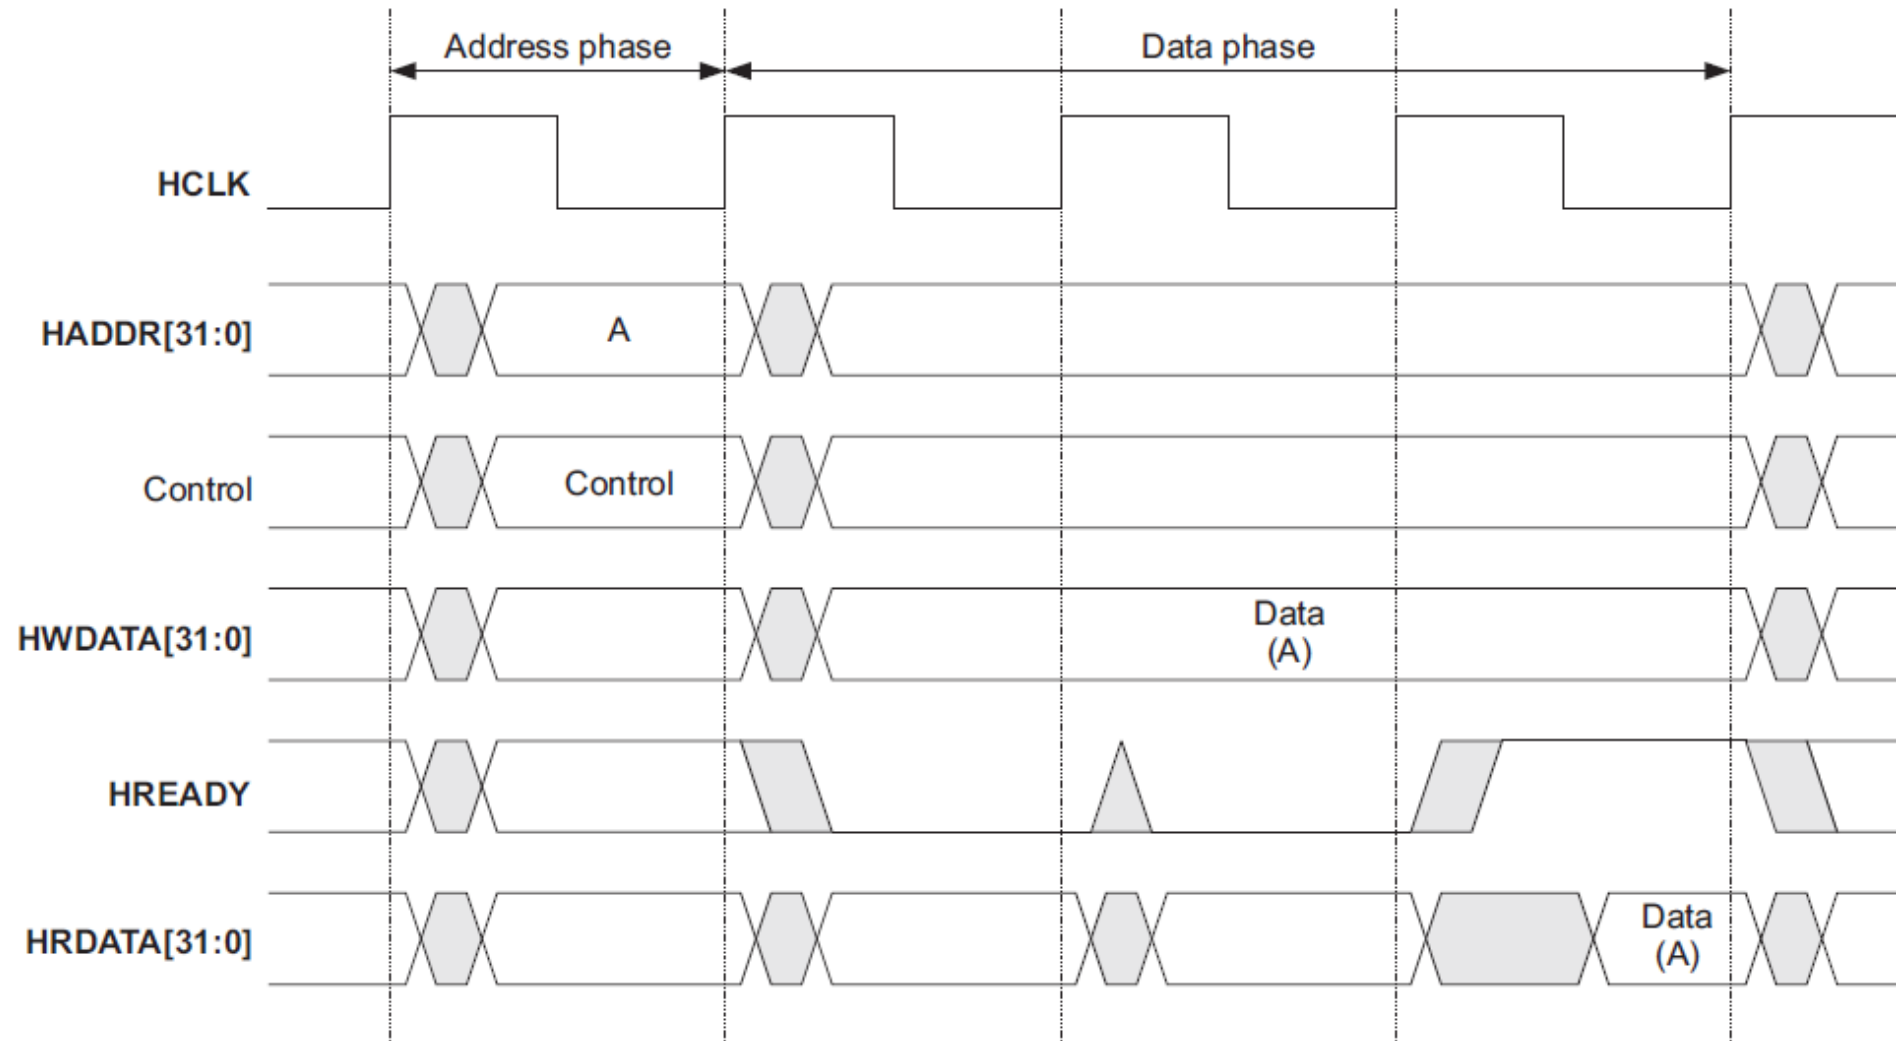 Address phase
Data phase
HCLK
HADDR[31:0]
A
Control
Control
HWDATA[31:0]
Data
(A)
HREADY
HRDATA[31:0]
Data
(A)